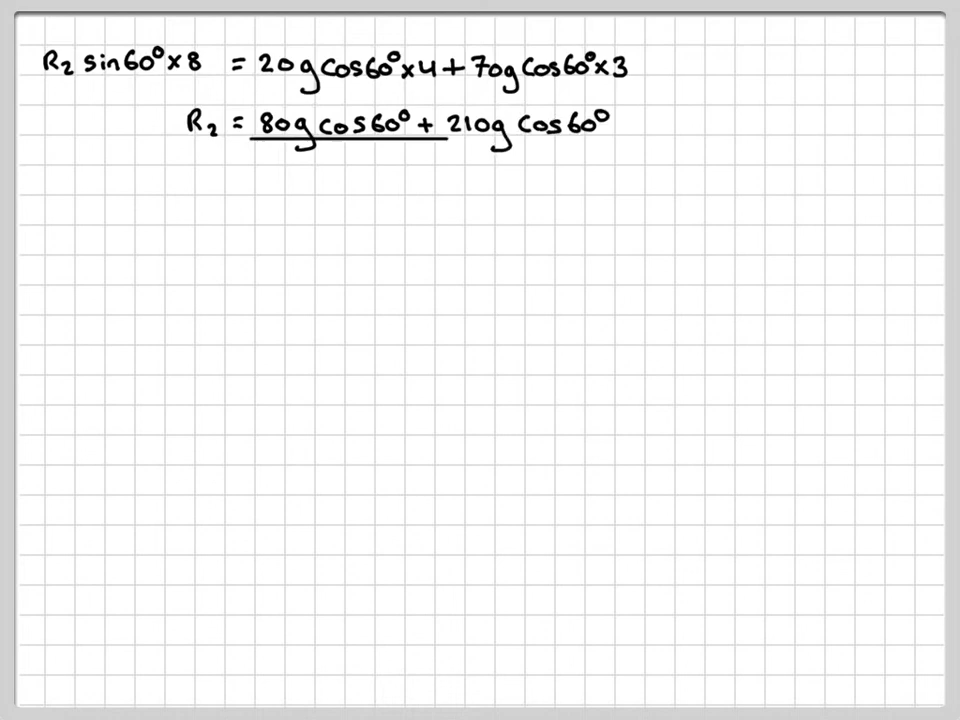 R₂ sin60° × 8 = 20g cos60° × 4 + 70g cos60° × 3
R₂ = 80g cos60° + 210g cos60°